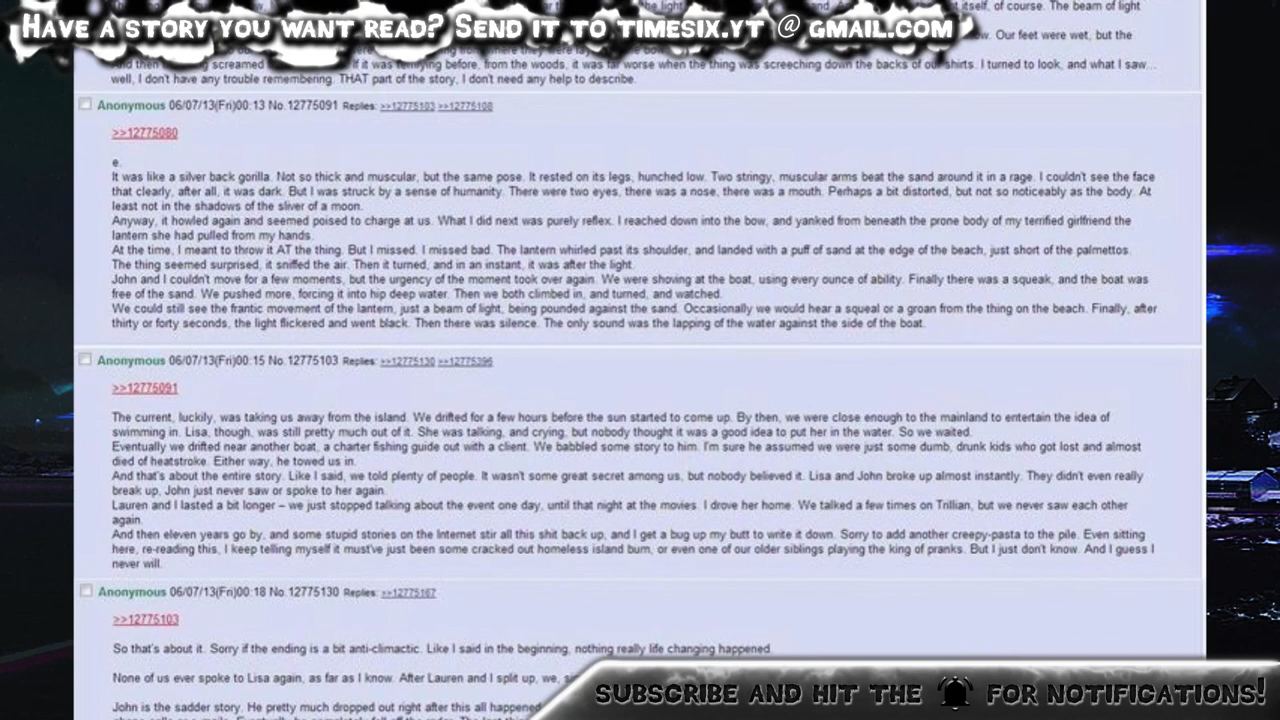 itself, of course. The beam of light
HAVE A STORY YOU WANT READ? SEND IT TO TIMESIX.YT @ GMAIL.COM
Our feet were wet, but the
screamed
before, from the woods, it was far worse when the thing was screeching down the backs of our shirts. I turned to look, and what I saw...
well, I don't have any trouble remembering. THAT part of the story, I don't need any help to describe.
Anonymous 06/07/13(Fri)00:13 No.12775091 Replies: >>12775103 >>12775108
>>12775080
e.
It was like a silver back gorilla. Not so thick and muscular, but the same pose. It rested on its legs, hunched low. Two stringy, muscular arms beat the sand around it in a rage. I couldn't see the face
that clearly, after all, it was dark. But I was struck by a sense of humanity. There were two eyes, there was a nose, there was a mouth. Perhaps a bit distorted, but not so noticeably as the body. At
least not in the shadows of the sliver of a moon.
Anyway, it howled again and seemed poised to charge at us. What I did next was purely reflex. I reached down into the bow, and yanked from beneath the prone body of my terrified girlfriend the
lantern she had pulled from my hands.
At the time, I meant to throw it AT the thing. But I missed. I missed bad. The lantern whirled past its shoulder, and landed with a puff of sand at the edge of the beach, just short of the palmettos.
The thing seemed surprised, it sniffed the air. Then it turned, and in an instant, it was after the light.
John and I couldn't move for a few moments, but the urgency of the moment took over again. We were shoving at the boat, using every ounce of ability. Finally there was a squeak, and the boat was
free of the sand. We pushed more, forcing it into hip deep water. Then we both climbed in, and turned, and watched.
We could still see the frantic movement of the lantern, just a beam of light, being pounded against the sand. Occasionally we would hear a squeal or a groan from the thing on the beach. Finally, after
thirty or forty seconds, the light flickered and went black. Then there was silence. The only sound was the lapping of the water against the side of the boat.
Anonymous 06/07/13(Fri)00:15 No.12775103 Replies: >>12775130 >>12775396
>>12775091
The current, luckily, was taking us away from the island. We drifted for a few hours before the sun started to come up. By then, we were close enough to the mainland to entertain the idea of
swimming in. Lisa, though, was still pretty much out of it. She was talking, and crying, but nobody thought it was a good idea to put her in the water. So we waited.
Eventually we drifted near another boat, a charter fishing guide out with a client. We babbled some story to him. I'm sure he assumed we were just some dumb, drunk kids who got lost and almost
died of heatstroke. Either way, he towed us in.
And that's about the entire story. Like I said, we told plenty of people. It wasn't some great secret among us, but nobody believed it. Lisa and John broke up almost instantly. They didn't even really
break up, John just never saw or spoke to her again.
Lauren and I lasted a bit longer – we just stopped talking about the event one day, until that night at the movies. I drove her home. We talked a few times on Trillian, but we never saw each other
again.
And then eleven years go by, and some stupid stories on the Internet stir all this shit back up, and I get a bug up my butt to write it down. Sorry to add another creepy-pasta to the pile. Even sitting
here, re-reading this, I keep telling myself it must've just been some cracked out homeless island bum, or even one of our older siblings playing the king of pranks. But I just don't know. And I guess I
never will.
Anonymous 06/07/13(Fri)00:18 No.12775130 Replies: >>12775167
>>12775103
So that's about it. Sorry if the ending is a bit anti-climactic. Like I said in the beginning, nothing really life changing happened.
None of us ever spoke to Lisa again, as far as I know. After Lauren and I split up, we,
SUBSCRIBE AND HIT THE FOR NOTIFICATIONS!
John is the sadder story. He pretty much dropped out right after this all happened